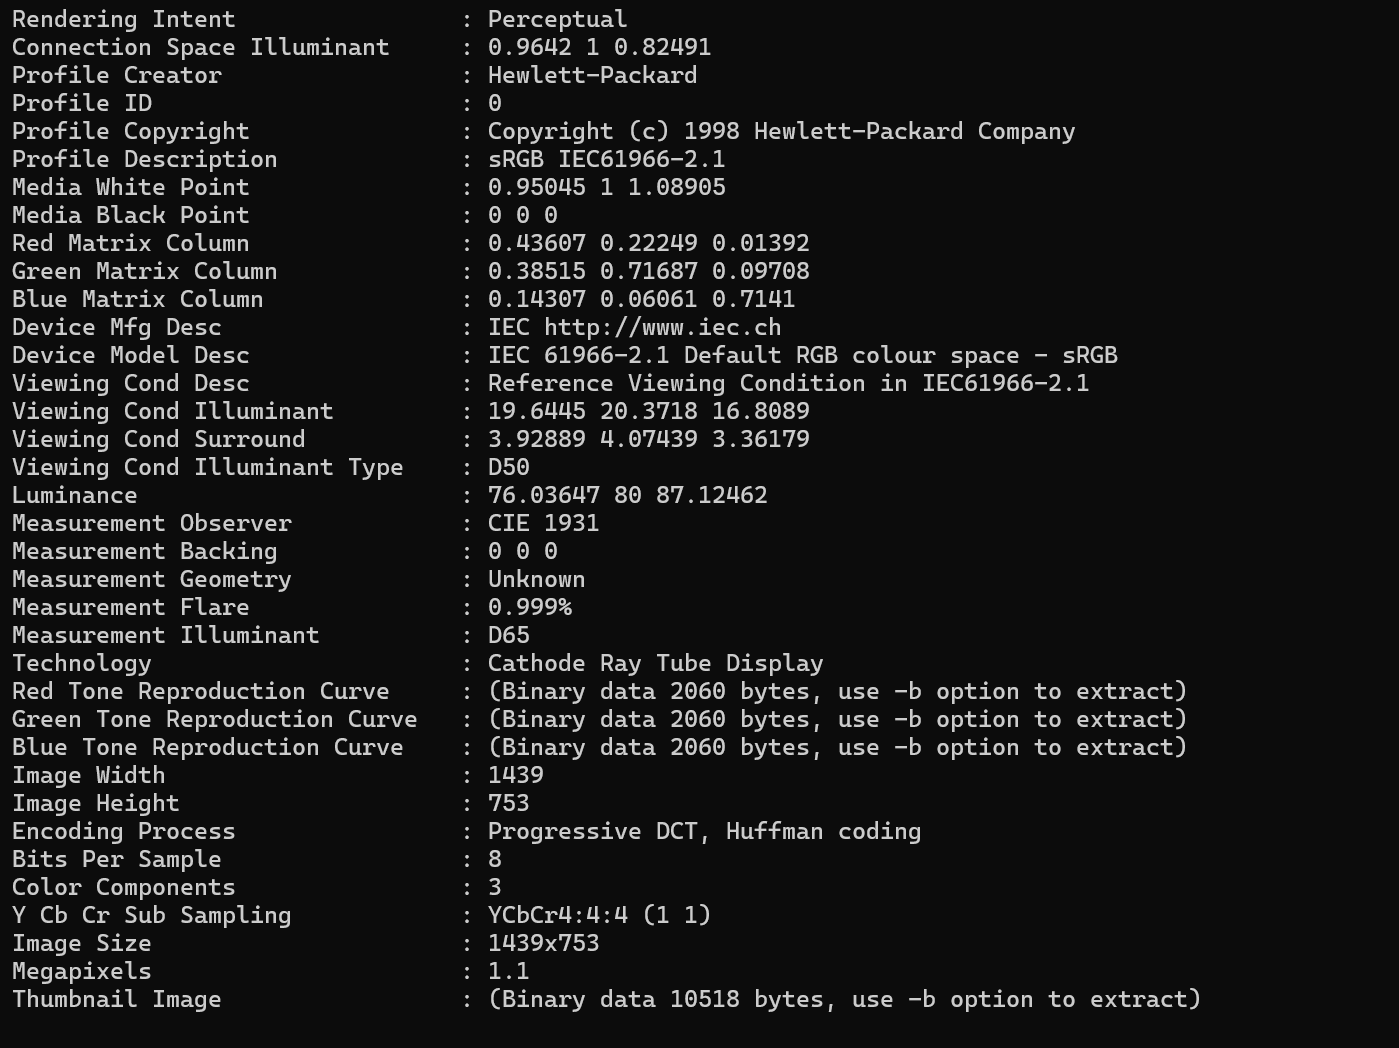 Rendering Intent                : Perceptual
Connection Space Illuminant     : 0.9642 1 0.82491
Profile Creator                 : Hewlett-Packard
Profile ID                      : 0
Profile Copyright               : Copyright (c) 1998 Hewlett-Packard Company
Profile Description             : sRGB IEC61966-2.1
Media White Point               : 0.95045 1 1.08905
Media Black Point               : 0 0 0
Red Matrix Column               : 0.43607 0.22249 0.01392
Green Matrix Column             : 0.38515 0.71687 0.09708
Blue Matrix Column              : 0.14307 0.06061 0.7141
Device Mfg Desc                 : IEC http://www.iec.ch
Device Model Desc               : IEC 61966-2.1 Default RGB colour space - sRGB
Viewing Cond Desc               : Reference Viewing Condition in IEC61966-2.1
Viewing Cond Illuminant         : 19.6445 20.3718 16.8089
Viewing Cond Surround           : 3.92889 4.07439 3.36179
Viewing Cond Illuminant Type    : D50
Luminance                       : 76.03647 80 87.12462
Measurement Observer            : CIE 1931
Measurement Backing             : 0 0 0
Measurement Geometry            : Unknown
Measurement Flare               : 0.999%
Measurement Illuminant          : D65
Technology                      : Cathode Ray Tube Display
Red Tone Reproduction Curve     : (Binary data 2060 bytes, use -b option to extract)
Green Tone Reproduction Curve   : (Binary data 2060 bytes, use -b option to extract)
Blue Tone Reproduction Curve    : (Binary data 2060 bytes, use -b option to extract)
Image Width                     : 1439
Image Height                    : 753
Encoding Process                : Progressive DCT, Huffman coding
Bits Per Sample                 : 8
Color Components                : 3
Y Cb Cr Sub Sampling            : YCbCr4:4:4 (1 1)
Image Size                      : 1439x753
Megapixels                      : 1.1
Thumbnail Image                 : (Binary data 10518 bytes, use -b option to extract)